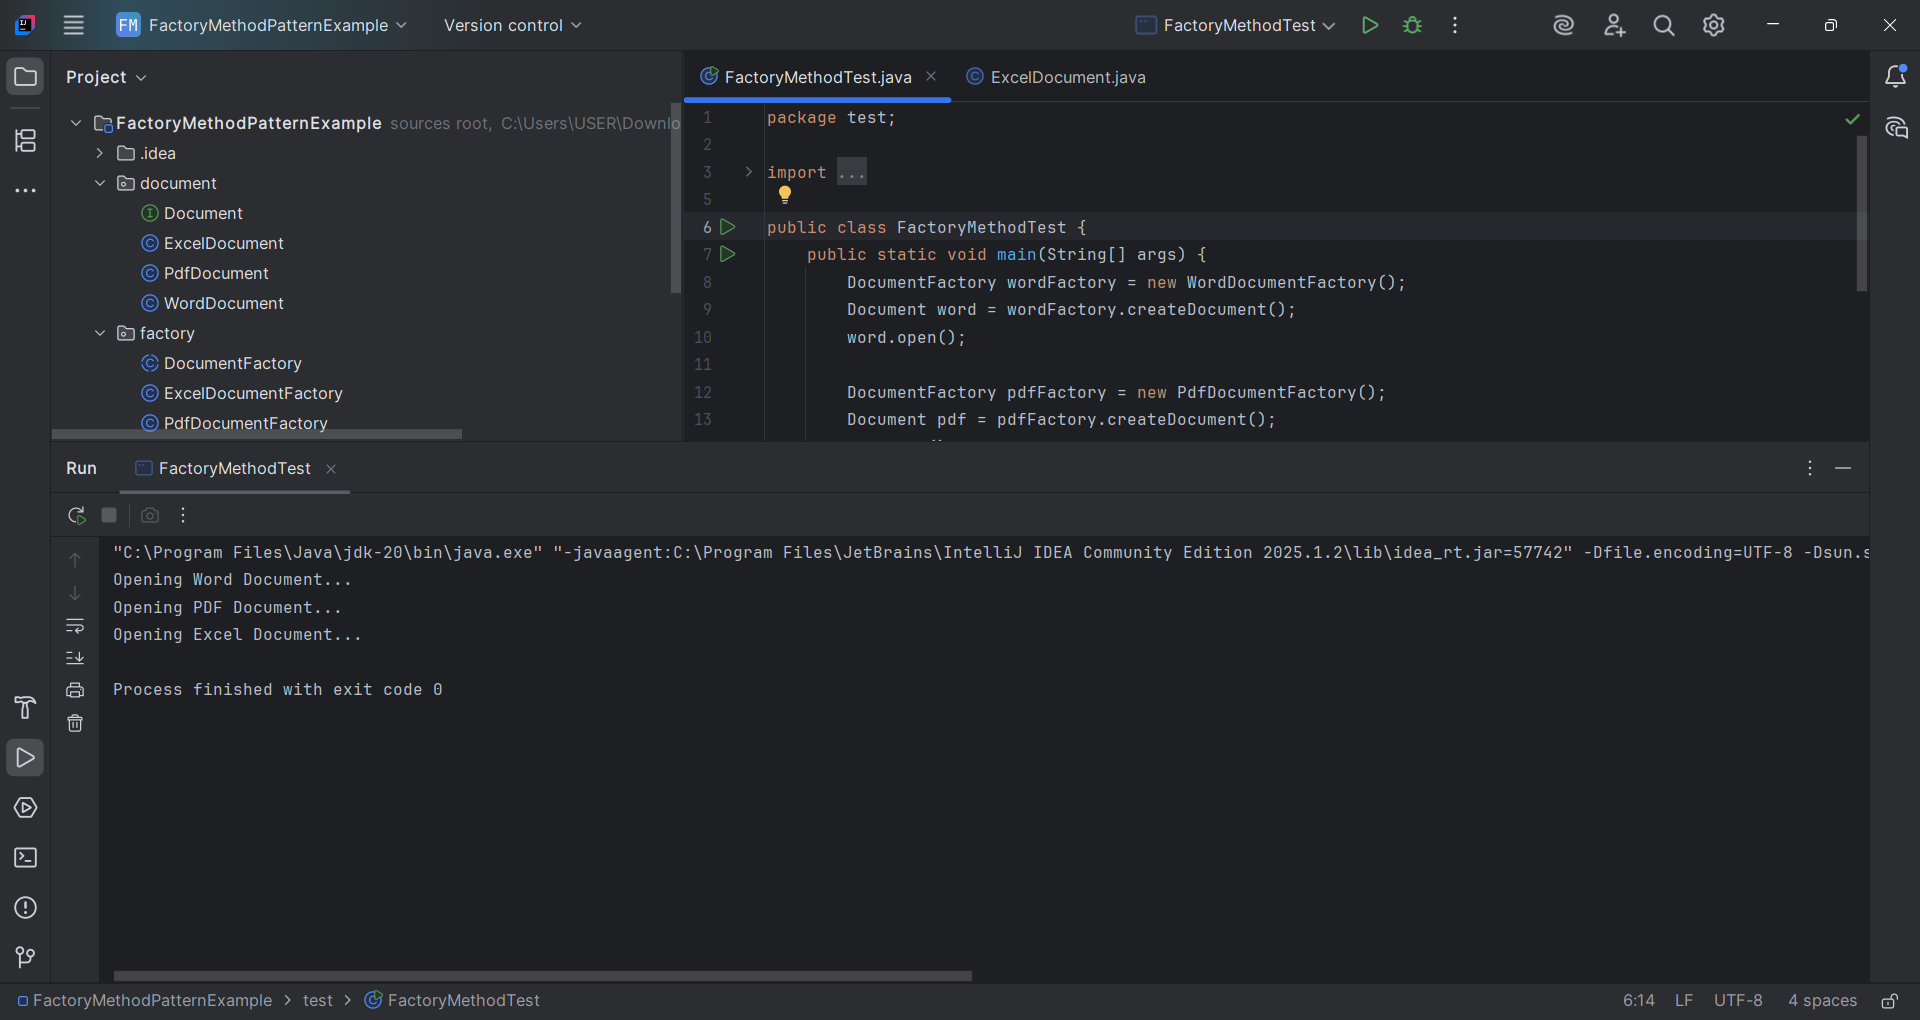 FM FactoryMethodPatternExample Version control FactoryMethodTest
Project
FactoryMethodPatternExample sources root, C:\Users\USER\Downlo
.idea
document
Document
ExcelDocument
PdfDocument
WordDocument
factory
DocumentFactory
ExcelDocumentFactory
PdfDocumentFactory
FactoryMethodTest.java ExcelDocument.java
1 package test;
2
3 import ...
5
6 public class FactoryMethodTest {
7 public static void main(String[] args) {
8 DocumentFactory wordFactory = new WordDocumentFactory();
9 Document word = wordFactory.createDocument();
10 word.open();
11
12 DocumentFactory pdfFactory = new PdfDocumentFactory();
13 Document pdf = pdfFactory.createDocument();
Run FactoryMethodTest
"C:\Program Files\Java\jdk-20\bin\java.exe" "-javaagent:C:\Program Files\JetBrains\IntelliJ IDEA Community Edition 2025.1.2\lib\idea_rt.jar=57742" -Dfile.encoding=UTF-8 -Dsun.s
Opening Word Document...
Opening PDF Document...
Opening Excel Document...
Process finished with exit code 0
FactoryMethodPatternExample > test > FactoryMethodTest 6:14 LF UTF-8 4 spaces